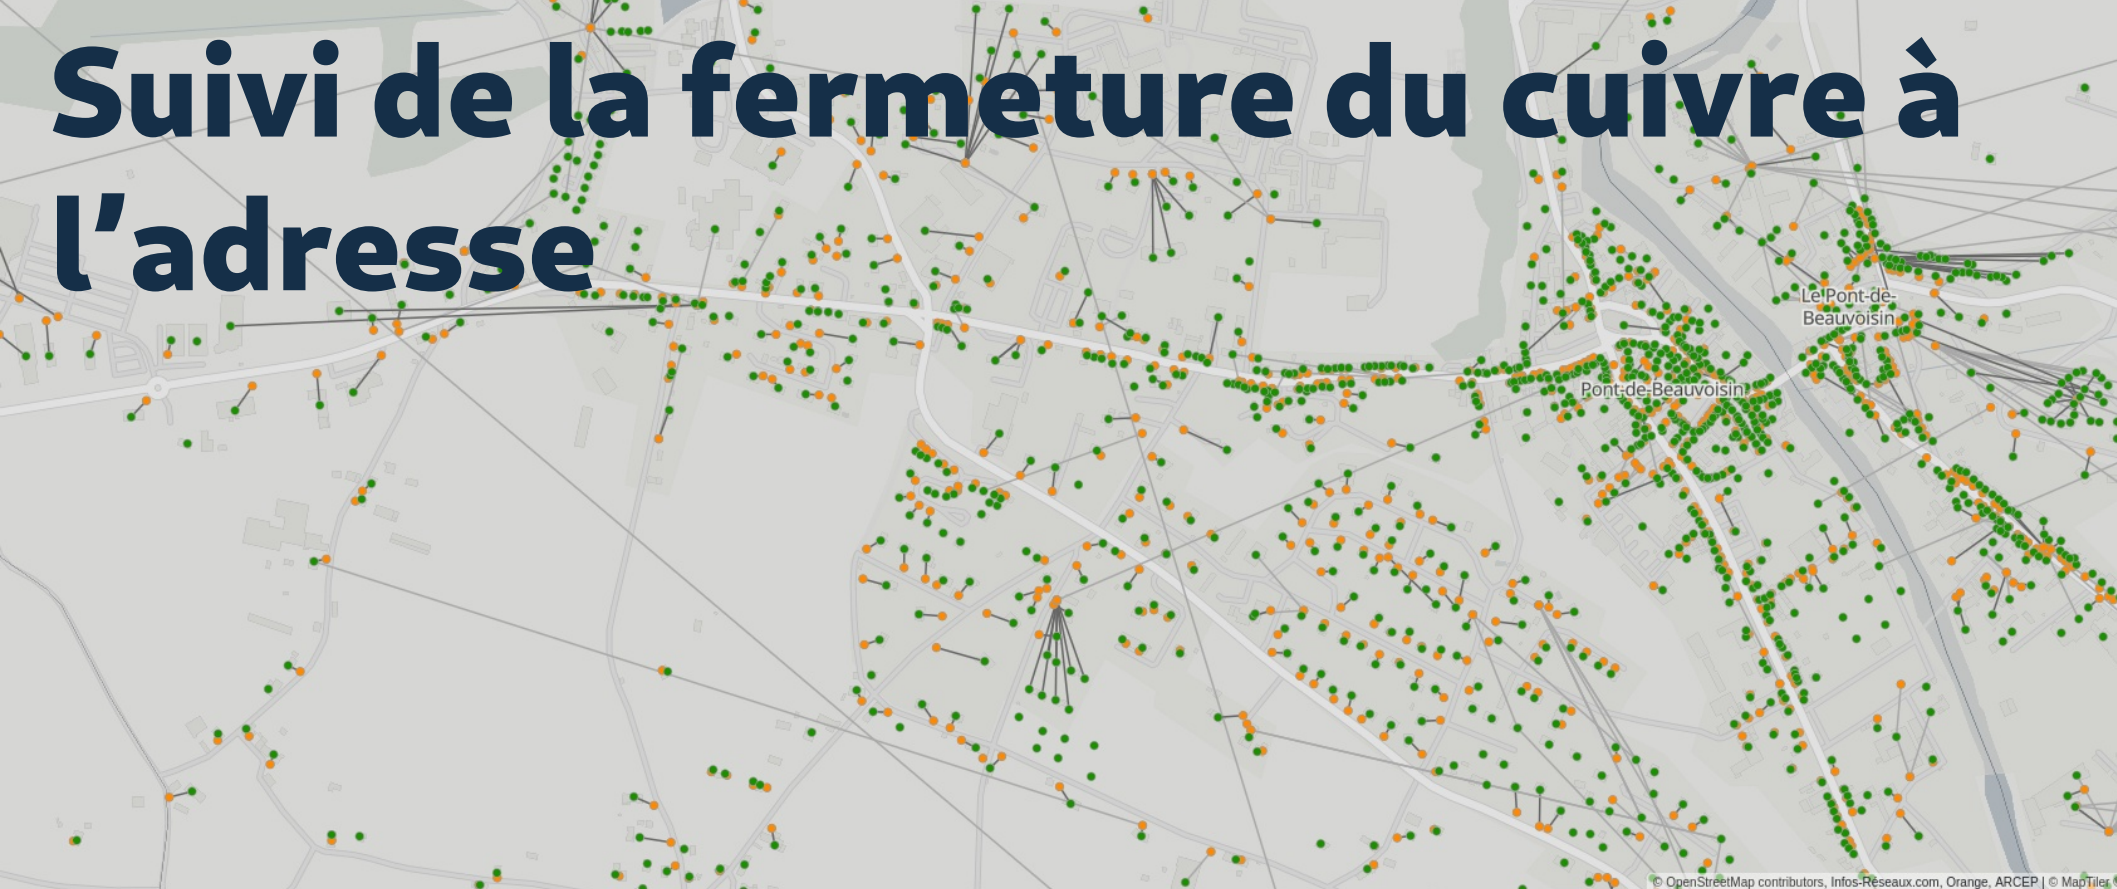 Suivi de la fermeture du cuivre à
l’adresse
Le Pont-de-
Beauvoisin
Pont-de-Beauvoisin
© OpenStreetMap contributors, Infos-Réseaux.com, Orange, ARCEP | © MapTiler